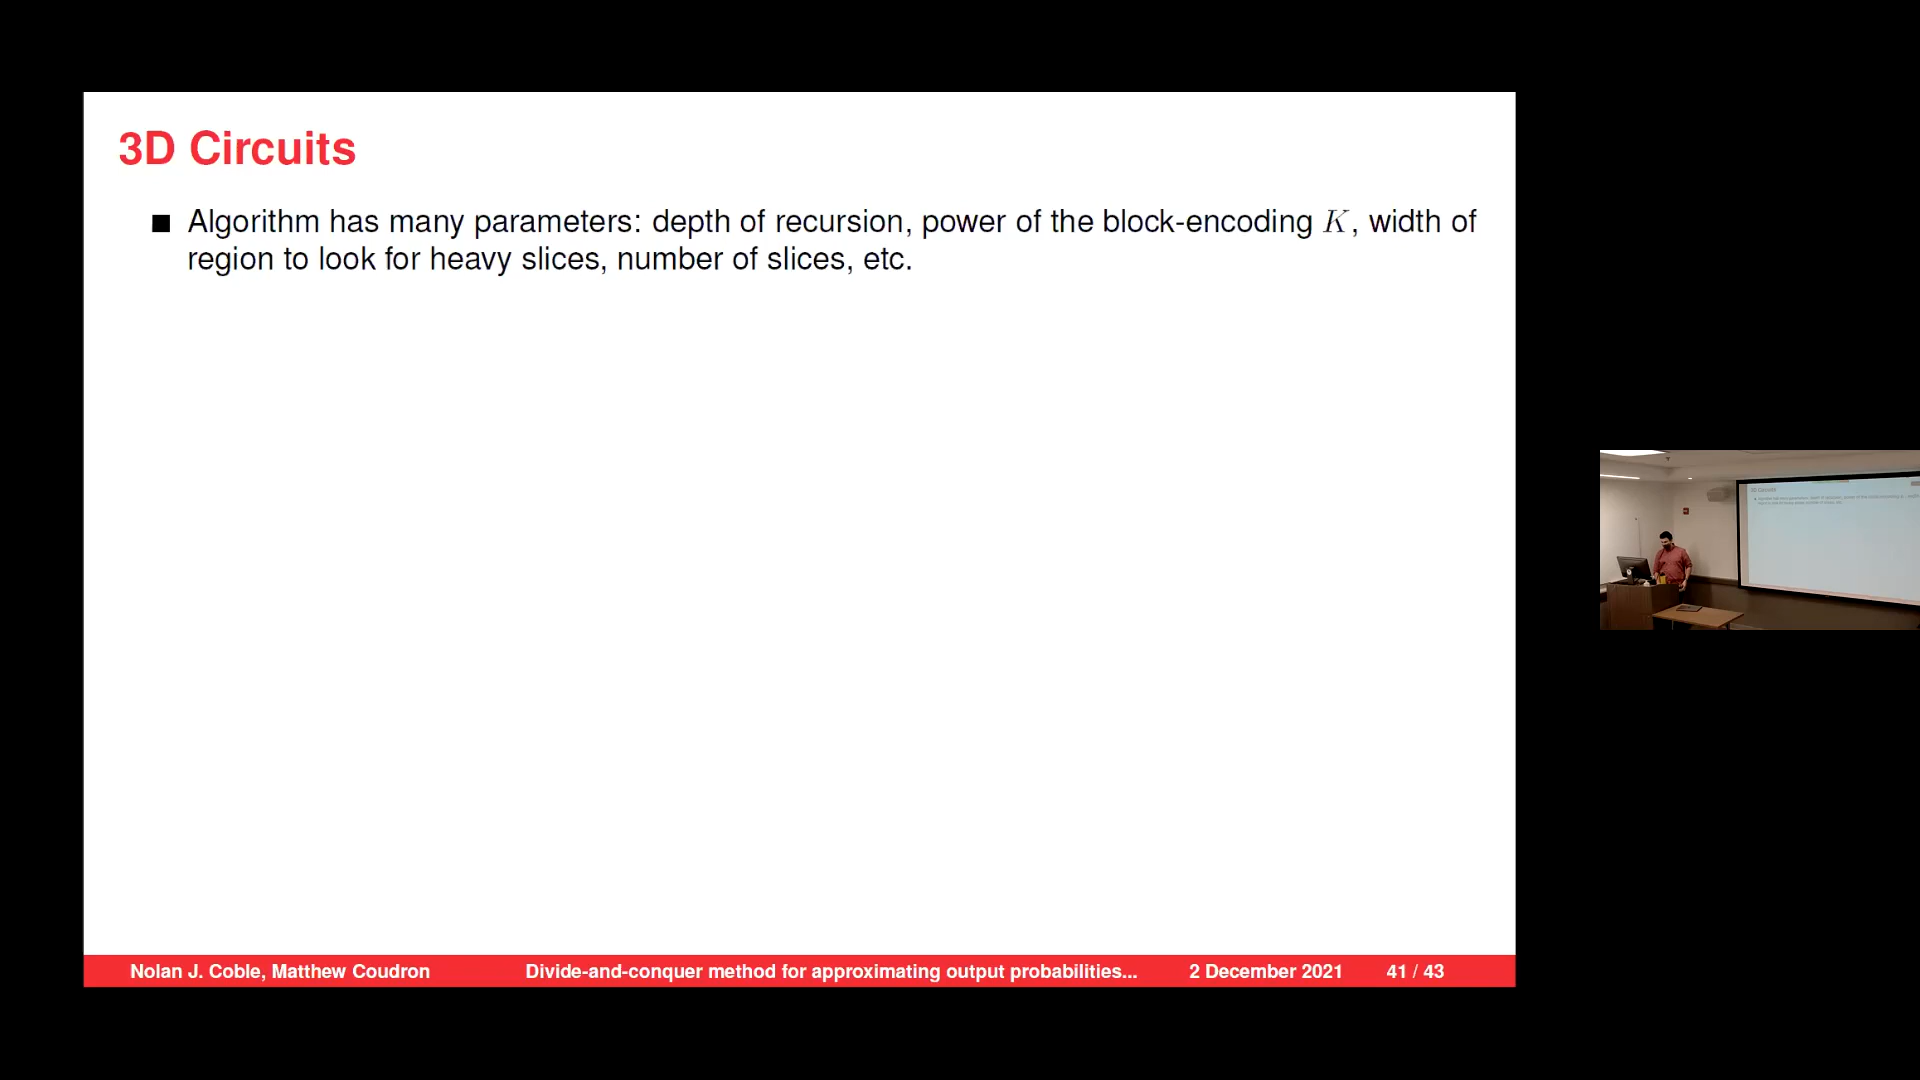 3D Circuits
■ Algorithm has many parameters: depth of recursion, power of the block-encoding K, width of
region to look for heavy slices, number of slices, etc.
Nolan J. Coble, Matthew Coudron Divide-and-conquer method for approximating output probabilities... 2 December 2021 41 / 43
3D Circuits